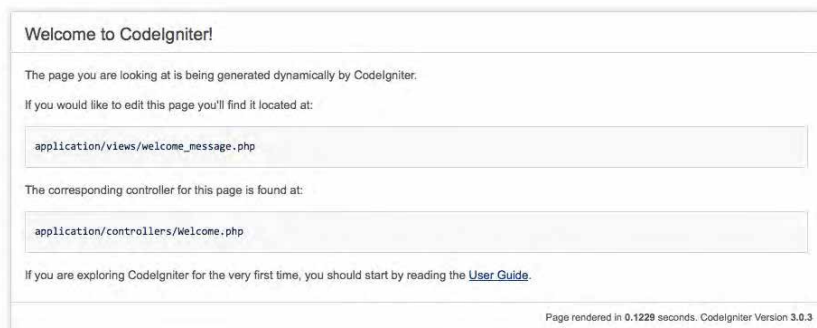 Welcome to CodeIgniter!
The page you are looking at is being generated dynamically by CodeIgniter.
If you would like to edit this page you'll find it located at:
application/views/welcome_message.php
The corresponding controller for this page is found at:
application/controllers/Welcome.php
If you are exploring CodeIgniter for the very first time, you should start by reading the User Guide.
Page rendered in 0.1229 seconds. CodeIgniter Version 3.0.3